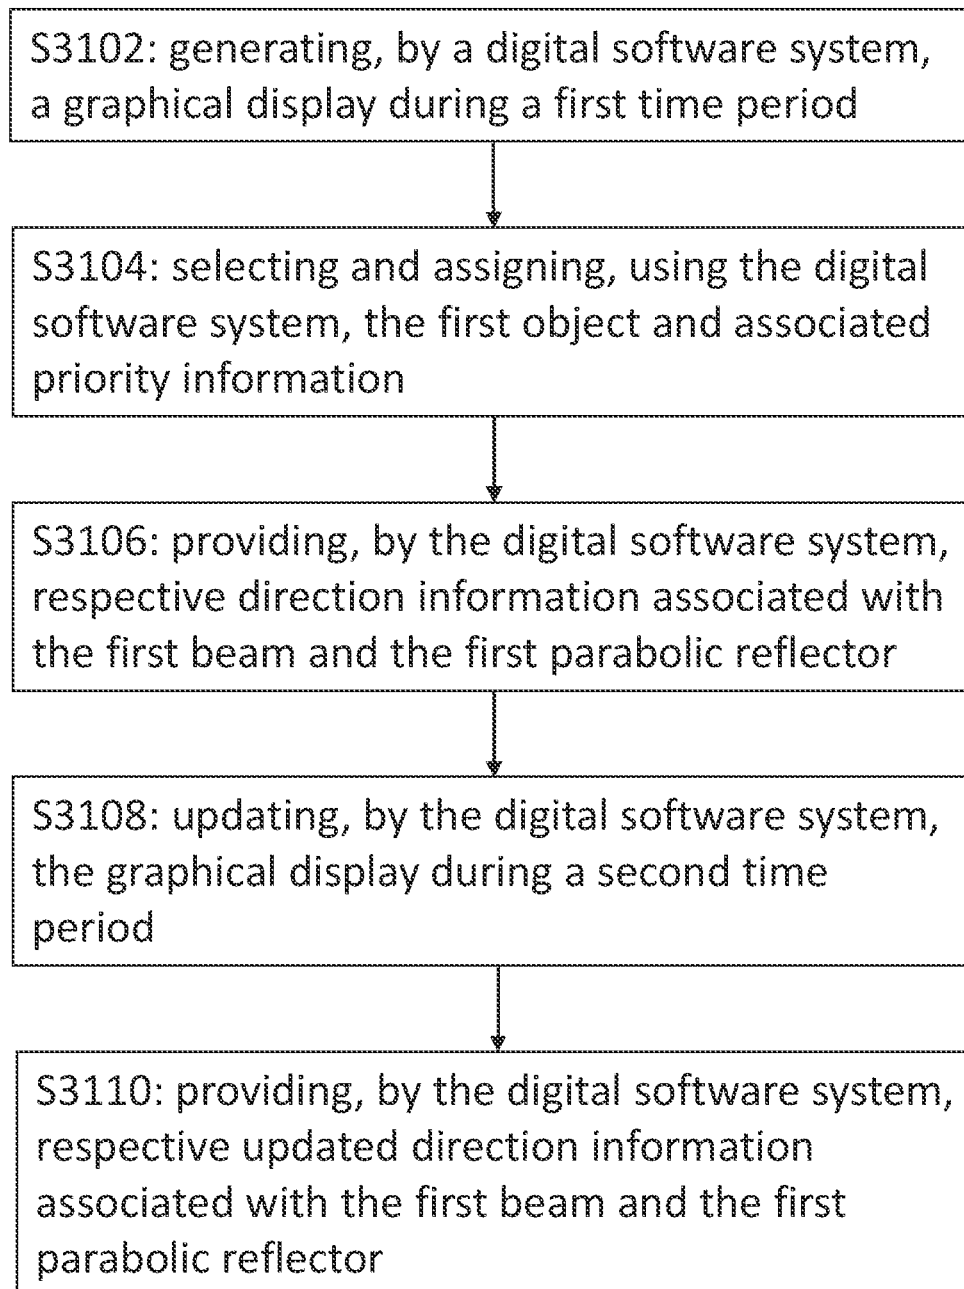 S3102: generating, by a digital software system,
a graphical display during a first time period
S3104: selecting and assigning, using the digital
software system, the first object and associated
priority information
S3106: providing, by the digital software system,
respective direction information associated with
the first beam and the first parabolic reflector
S3108: updating, by the digital software system,
the graphical display during a second time
period
S3110: providing, by the digital software system,
respective updated direction information
associated with the first beam and the first
parabolic reflector